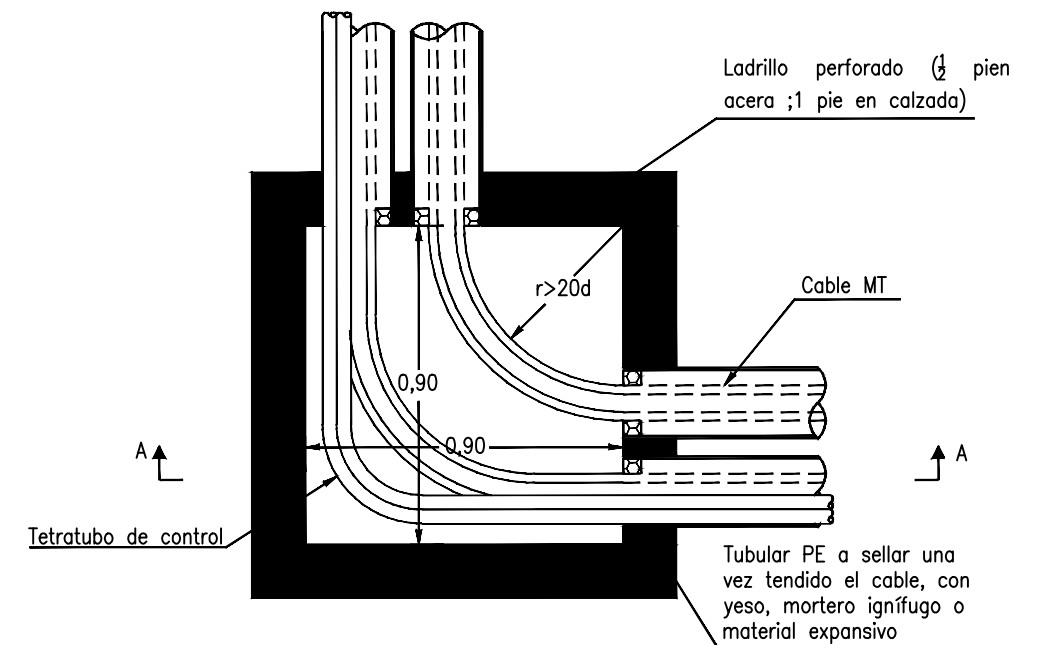 Ladrillo perforado (½ pien
acera ;1 pie en calzada)
r>20d
Cable MT
0,90
0,90
A
A
Tetratubo de control
Tubular PE a sellar una
vez tendido el cable, con
yeso, mortero ignífugo o
material expansivo